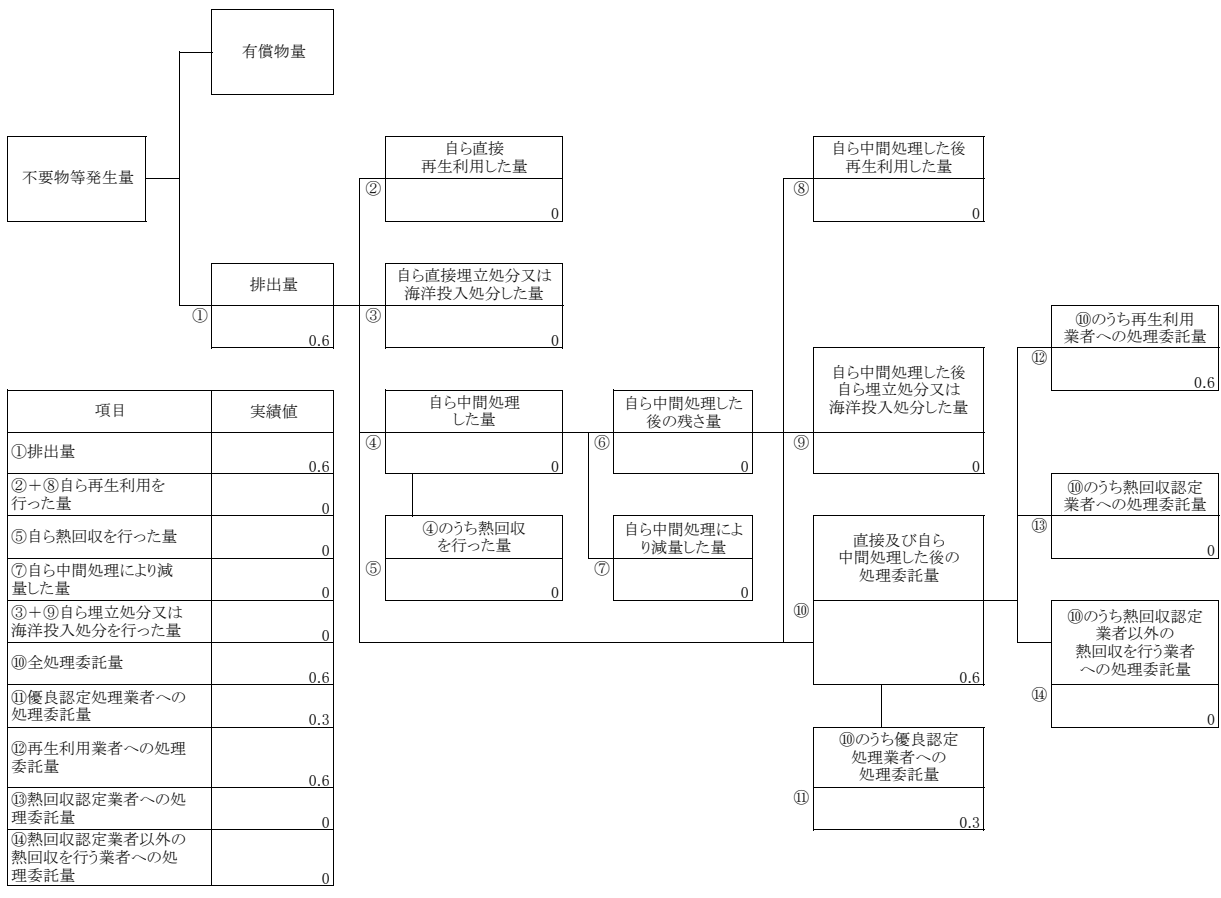 有償物量
不要物等発生量
排出量
①
0.6
自ら直接
再生利用した量
②
0
自ら直接埋立処分又は
海洋投入処分した量
③
0
自ら中間処理
した量
④
0
④のうち熱回収
を行った量
⑤
0
自ら中間処理した
後の残さ量
⑥
0
自ら中間処理によ
り減量した量
⑦
0
自ら中間処理した後
再生利用した量
⑧
0
自ら中間処理した後
自ら埋立処分又は
海洋投入処分した量
⑨
0
直接及び自ら
中間処理した後の
処理委託量
⑩
0.6
⑩のうち優良認定
処理業者への
処理委託量
⑪
0.3
⑩のうち再生利用
業者への処理委託量
⑫
0.6
⑩のうち熱回収認定
業者への処理委託量
⑬
0
⑩のうち熱回収認定
業者以外の
熱回収を行う業者
への処理委託量
⑭
0
項目 実績値
①排出量
0.6
②＋⑧自ら再生利用を
行った量
0
⑤自ら熱回収を行った量
0
⑦自ら中間処理により減
量した量
0
③＋⑨自ら埋立処分又は
海洋投入処分を行った量
0
⑩全処理委託量
0.6
⑪優良認定処理業者への
処理委託量
0.3
⑫再生利用業者への処理
委託量
0.6
⑬熱回収認定業者への処
理委託量
0
⑭熱回収認定業者以外の
熱回収を行う業者への処
理委託量
0